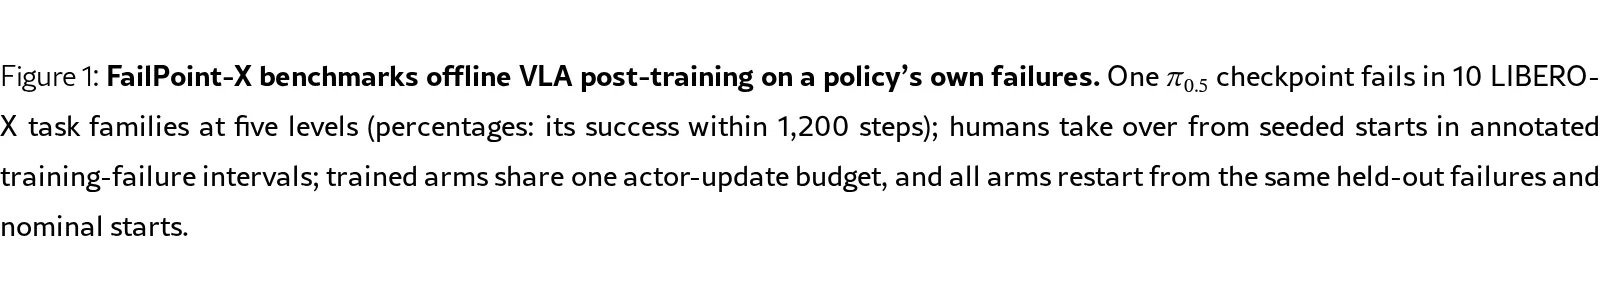 Figure 1: FailPoint-X benchmarks offline VLA post-training on a policy's own failures. One π0.5 checkpoint fails in 10 LIBERO-
X task families at five levels (percentages: its success within 1,200 steps); humans take over from seeded starts in annotated
training-failure intervals; trained arms share one actor-update budget, and all arms restart from the same held-out failures and
nominal starts.